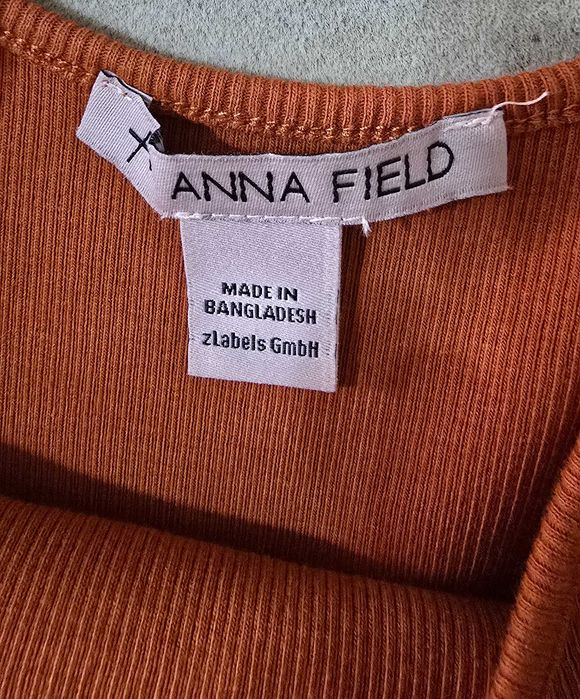 X
ANNA FIELD
MADE IN
BANGLADESH
zLabels GmbH